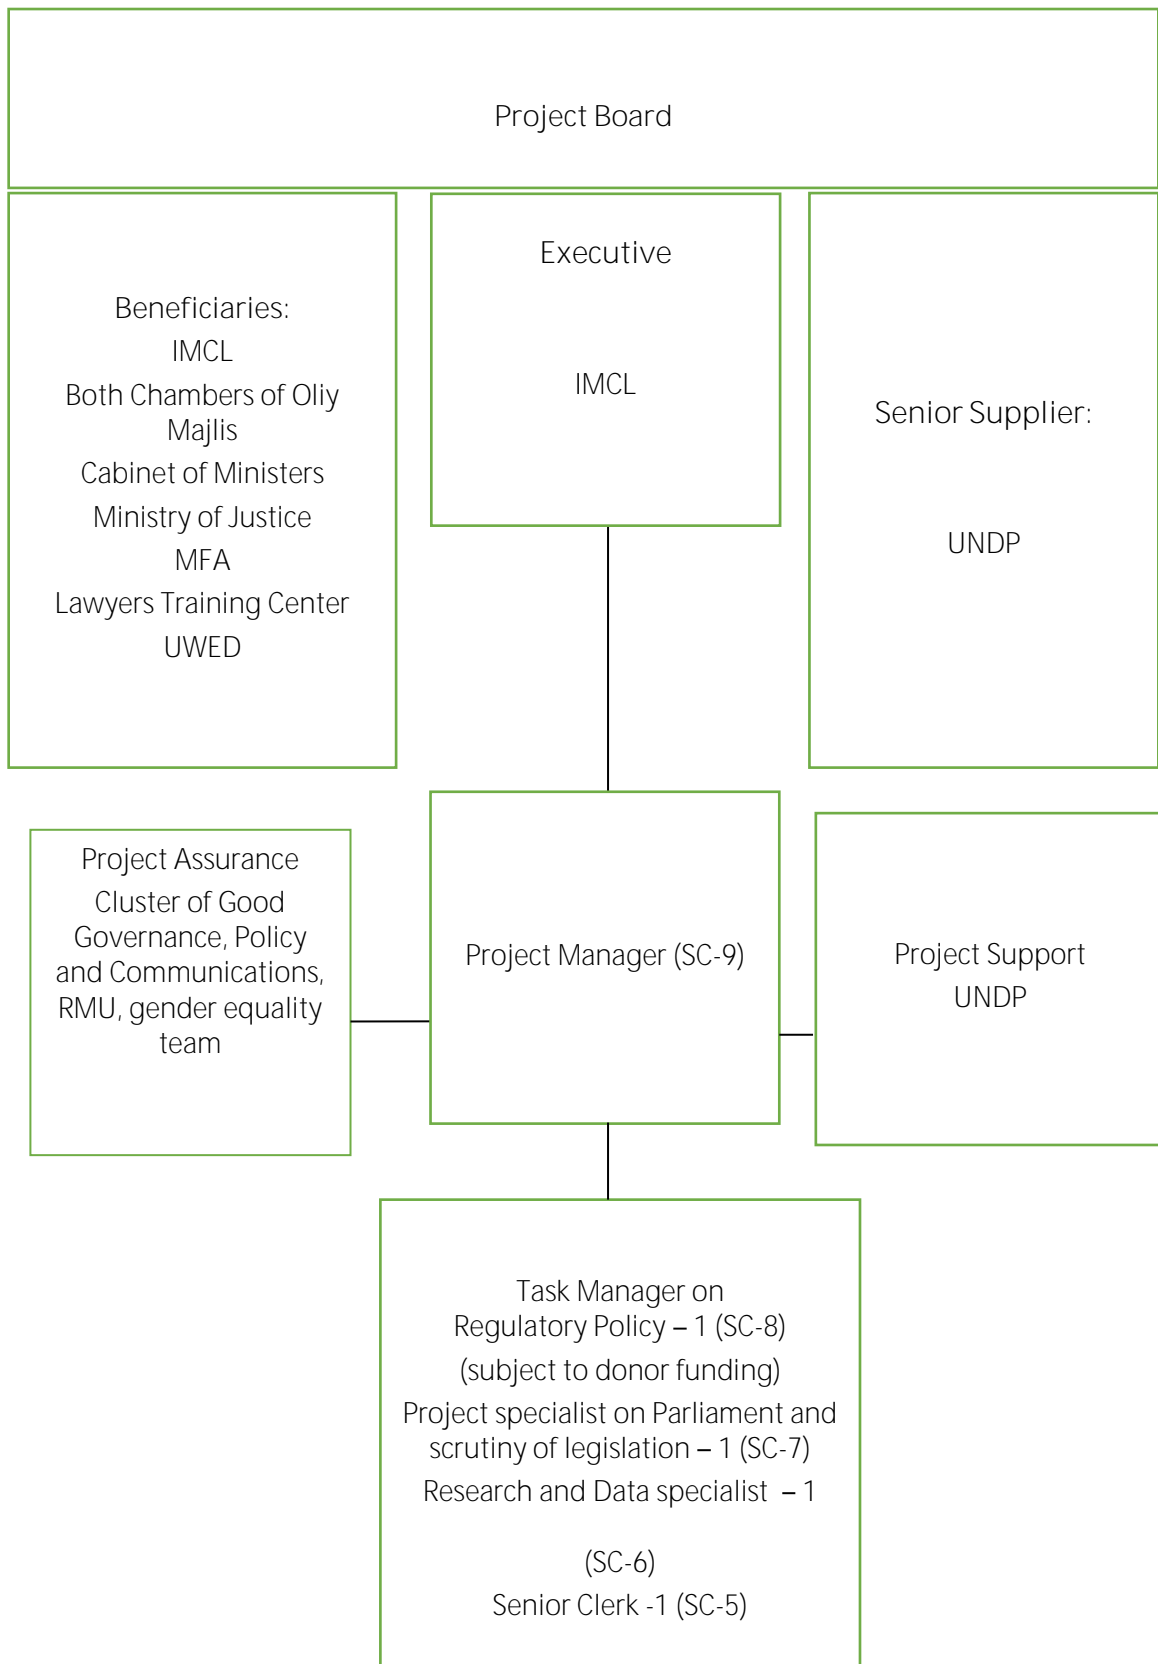 Project Board
Beneficiaries:
IMCL
Both Chambers of Oliy
Majlis
Cabinet of Ministers
Ministry of Justice
MFA
Lawyers Training Center
UWED
Executive
IMCL
Senior Supplier:
UNDP
Project Assurance
Cluster of Good
Governance, Policy
and Communications,
RMU, gender equality
team
Project Manager (SC-9)
Project Support
UNDP
Task Manager on
Regulatory Policy – 1 (SC-8)
(subject to donor funding)
Project specialist on Parliament and
scrutiny of legislation – 1 (SC-7)
Research and Data specialist – 1
(SC-6)
Senior Clerk -1 (SC-5)